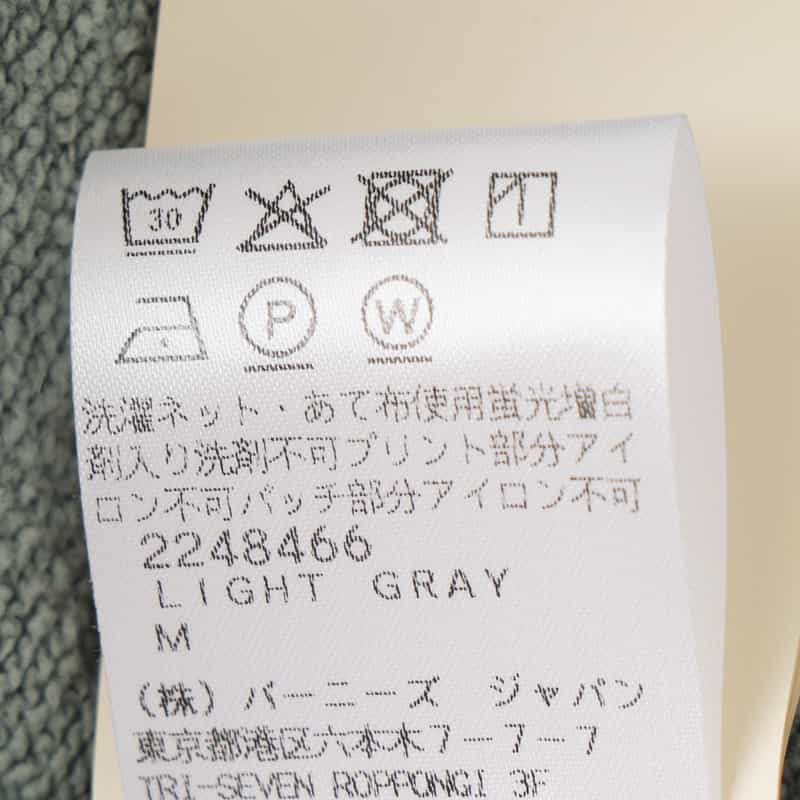 30
P W
洗濯ネット・あて布使用蛍光増白
剤入り洗剤不可プリント部分アイ
ロン不可バッチ部分アイロン不可
2248466
LIGHT GRAY
M
(株) バーニーズ ジャパン
東京都港区六本木7-7-7
TRI-SEVEN ROPPONGI 3F